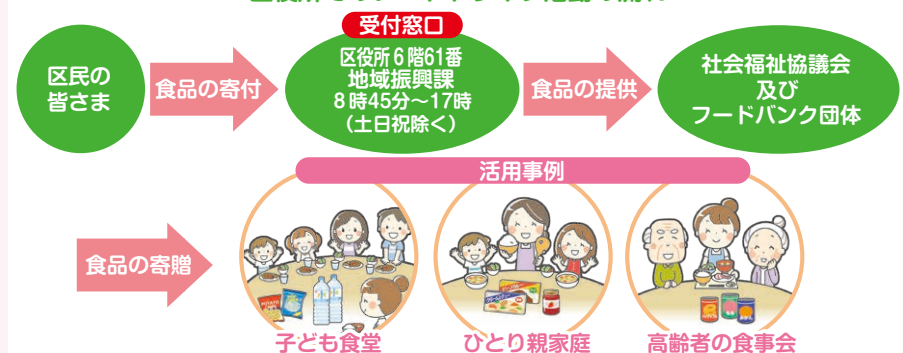 受付窓口
区民の
皆さま
食品の寄付
区役所6階61番
地域振興課
8時45分〜17時
(土日祝除く)
食品の提供
社会福祉協議会
及び
フードバンク団体
活用事例
食品の寄贈
子ども食堂
ひとり親家庭
高齢者の食事会